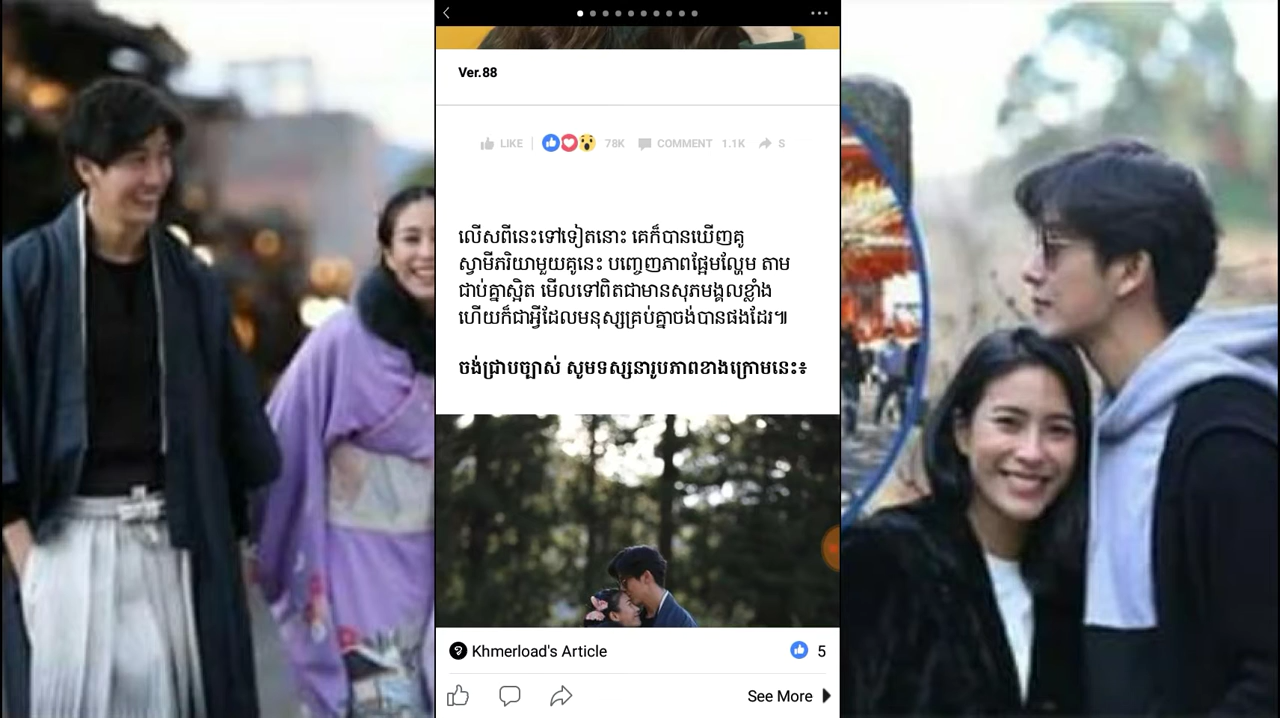 Ver.88
LIKE 78K COMMENT 1.1K S
លើសពីនេះទៅទៀតនោះ គេក៏បានឃើញគូ
ស្វាមីភរិយាមួយគូនេះ បញ្ចេញភាពផ្អែមល្ហែម តាម
ជាប់គ្នាស្អិត មើលទៅពិតជាមានសុភមង្គលខ្លាំង
ហើយក៏ជាអ្វីដែលមនុស្សគ្រប់គ្នាចង់បានផងដែរ៕
ចង់ជ្រាបច្បាស់ សូមទស្សនារូបភាពខាងក្រោមនេះ៖
Khmerload's Article 5
See More